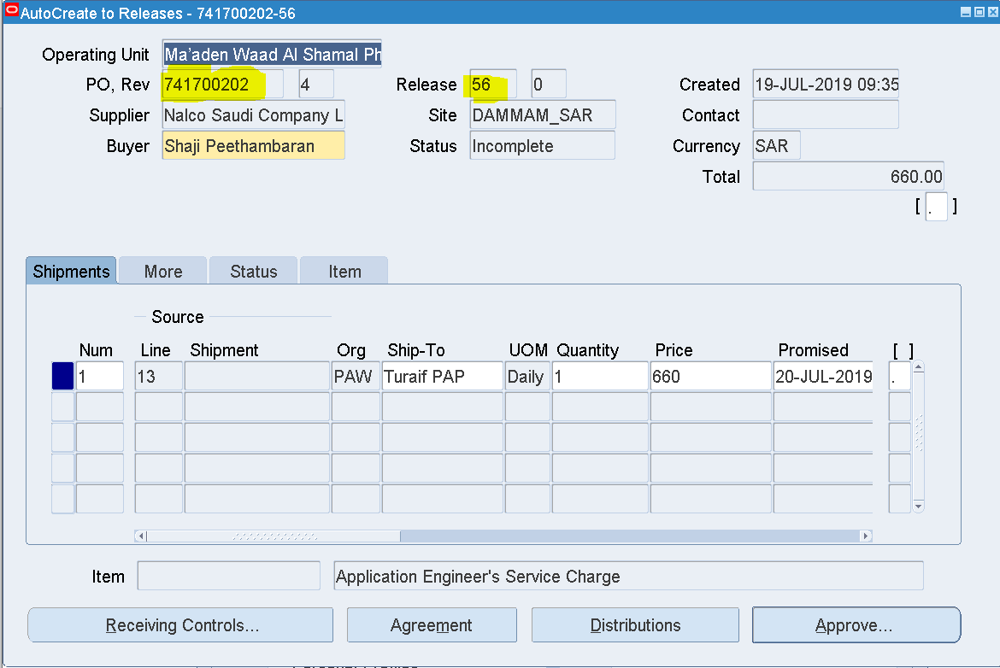 AutoCreate to Releases - 741700202-56
Operating Unit Ma'aden Waad Al Shamal Ph
PO, Rev 741700202 4 Release 56 0 Created 19-JUL-2019 09:35
Supplier Nalco Saudi Company L Site DAMMAM_SAR Contact
Buyer Shaji Peethambaran Status Incomplete Currency SAR
Total 660.00
[ . ]
Shipments More Status Item
Source
Num Line Shipment Org Ship-To UOM Quantity Price Promised [ ]
1 13 PAW Turaif PAP Daily 1 660 20-JUL-2019 .
Item Application Engineer's Service Charge
Receiving Controls... Agreement Distributions Approve...